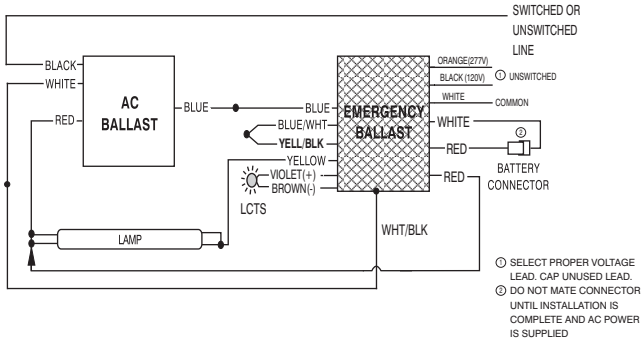 SWITCHED OR
UNSWITCHED
LINE
BLACK
WHITE
RED
AC
BALLAST
BLUE
BLUE
BLUE/WHT
YELL/BLK
YELLOW
VIOLET(+)
BROWN(-)
LCTS
EMERGENCY
BALLAST
ORANGE(277V)
BLACK (120V)
① UNSWITCHED
WHITE
COMMON
WHITE
RED
②
BATTERY
CONNECTOR
RED
WHT/BLK
LAMP
① SELECT PROPER VOLTAGE
LEAD. CAP UNUSED LEAD.
② DO NOT MATE CONNECTOR
UNTIL INSTALLATION IS
COMPLETE AND AC POWER
IS SUPPLIED